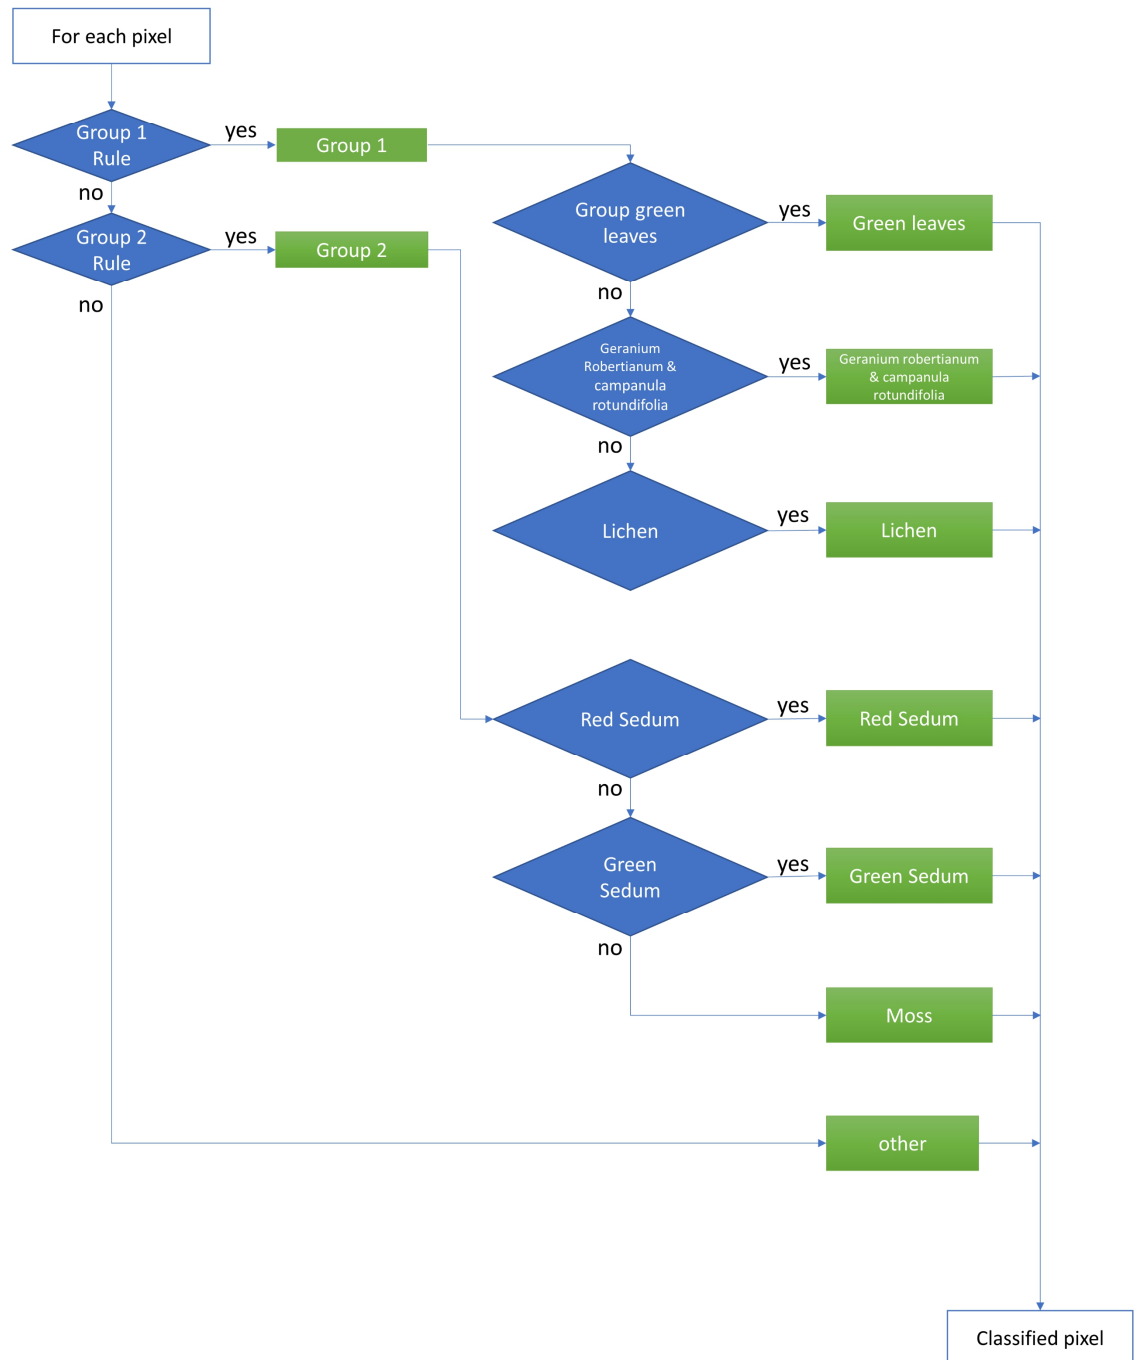 For each pixel
Group 1
Rule
yes
Group 1
no
Group 2
Rule
yes
Group 2
no
Group green
leaves
yes
Green leaves
no
Geranium
Robertianum &
campanula
rotundifolia
yes
Geranium robertianum
& campanula
rotundifolia
no
Lichen
yes
Lichen
Red Sedum
yes
Red Sedum
no
Green
Sedum
yes
Green Sedum
no
Moss
other
Classified pixel